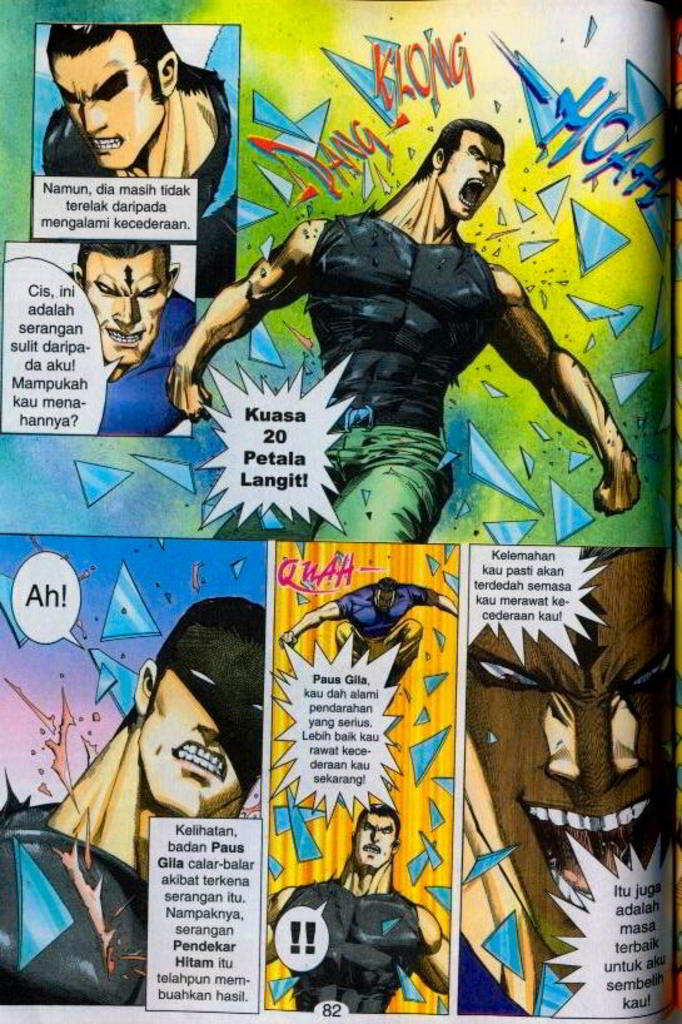 Namun, dia masih tidak
terelak daripada
mengalami kecederaan.
DANG
KLONG
HOAH
Cis, ini
adalah
serangan
sulit daripa-
da aku!
Mampukah
kau mena-
hannya?
Kuasa
20
Petala
Langit!
Ah!
Kelihatan,
badan Paus
Gila calar-balar
akibat terkena
serangan itu.
Nampaknya,
serangan
Pendekar
Hitam itu
telahpun mem-
buahkan hasil.
QUAH-
Paus Gila,
kau dah alami
pendarahan
yang serius.
Lebih baik kau
rawat kece-
deraan kau
sekarang!
!!
Kelemahan
kau pasti akan
terdedah semasa
kau merawat ke-
cederaan kau!
Itu juga
adalah
masa
terbaik
untuk aku
sembelih
kau!
82